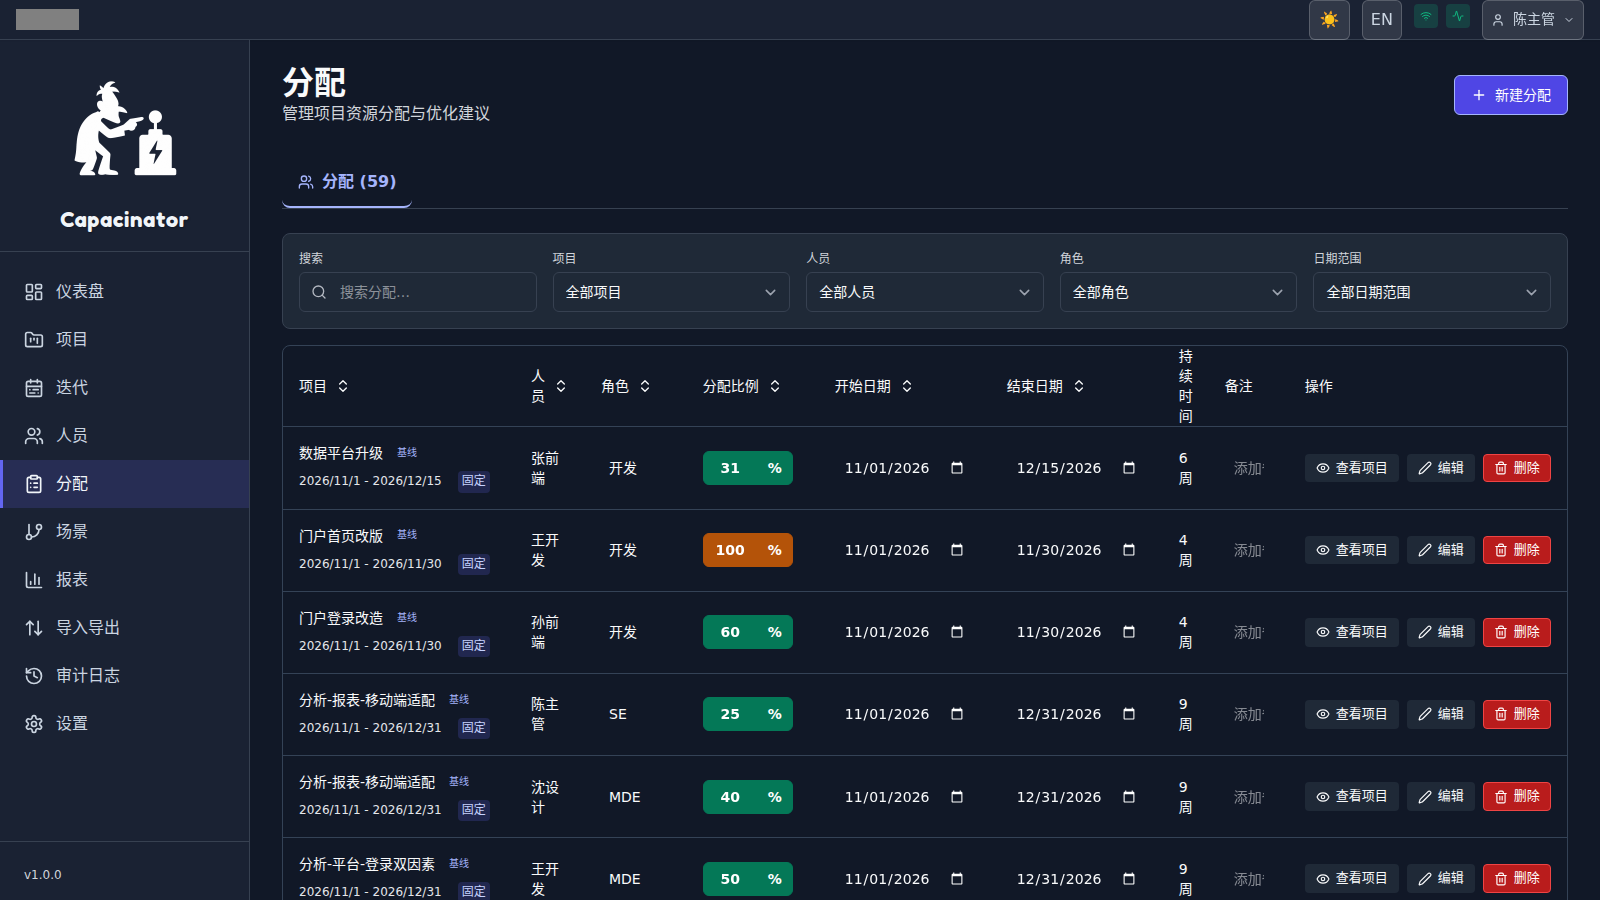 EN
陈主管
Capacinator
仪表盘
项目
迭代
人员
分配
场景
报表
导入导出
审计日志
设置
v1.0.0
分配
管理项目资源分配与优化建议
新建分配
分配 (59)
搜索 项目 人员 角色 日期范围
搜索分配... 全部项目 全部人员 全部角色 全部日期范围
项目 人员 角色 分配比例 开始日期 结束日期 持续时间 备注 操作
数据平台升级 基线
2026/11/1 - 2026/12/15 固定
张前端 开发 31 % 11/01/2026 12/15/2026 6周 添加 查看项目 编辑 删除
门户首页改版 基线
2026/11/1 - 2026/11/30 固定
王开发 开发 100 % 11/01/2026 11/30/2026 4周 添加 查看项目 编辑 删除
门户登录改造 基线
2026/11/1 - 2026/11/30 固定
孙前端 开发 60 % 11/01/2026 11/30/2026 4周 添加 查看项目 编辑 删除
分析-报表-移动端适配 基线
2026/11/1 - 2026/12/31 固定
陈主管 SE 25 % 11/01/2026 12/31/2026 9周 添加 查看项目 编辑 删除
分析-报表-移动端适配 基线
2026/11/1 - 2026/12/31 固定
沈设计 MDE 40 % 11/01/2026 12/31/2026 9周 添加 查看项目 编辑 删除
分析-平台-登录双因素 基线
2026/11/1 - 2026/12/31 固定
王开发 MDE 50 % 11/01/2026 12/31/2026 9周 添加 查看项目 编辑 删除